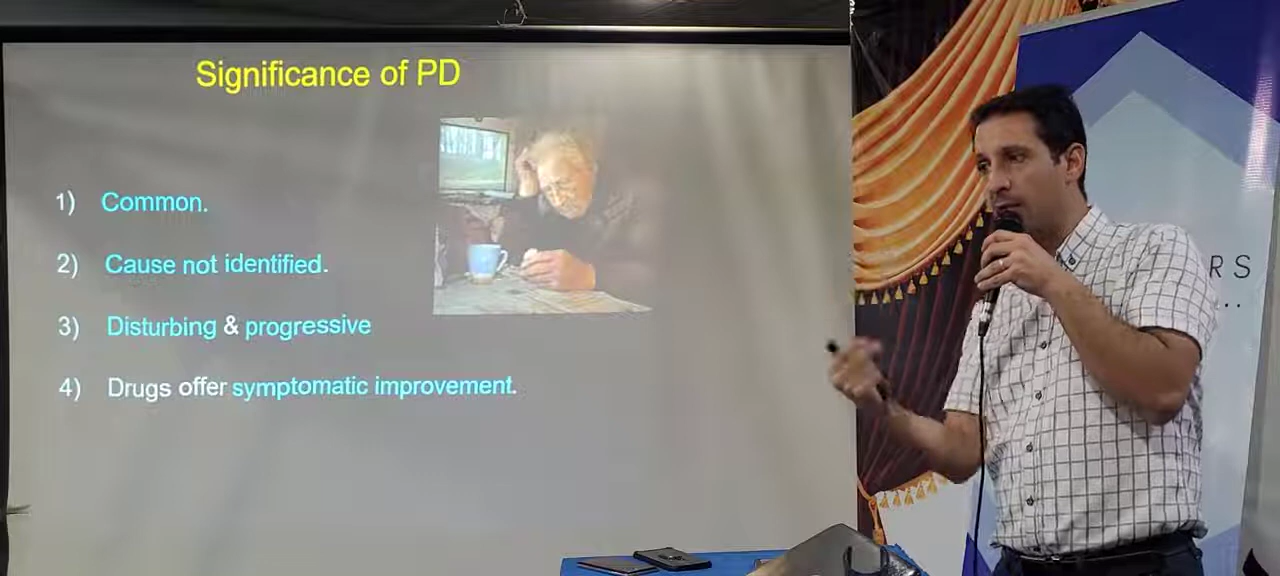 Significance of PD
1) Common.
2) Cause not identified.
3) Disturbing & progressive
4) Drugs offer symptomatic improvement.
RS
..